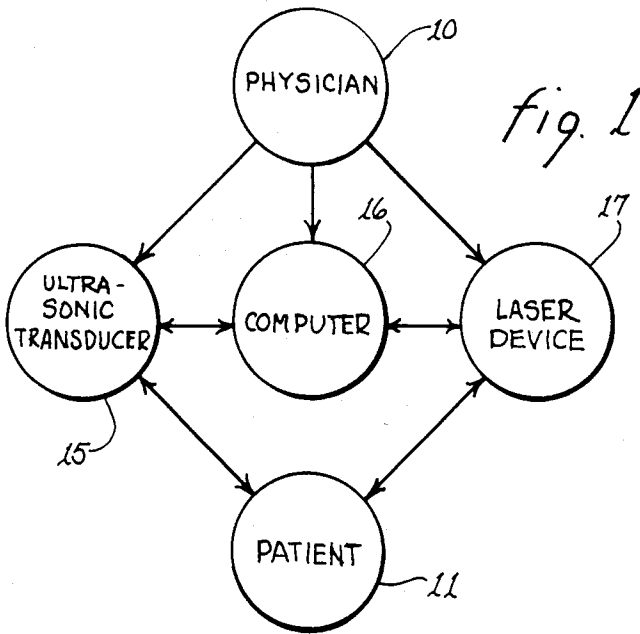 10
PHYSICIAN
fig. 1
16
17
ULTRA-
SONIC
TRANSDUCER
COMPUTER
LASER
DEVICE
15
PATIENT
11